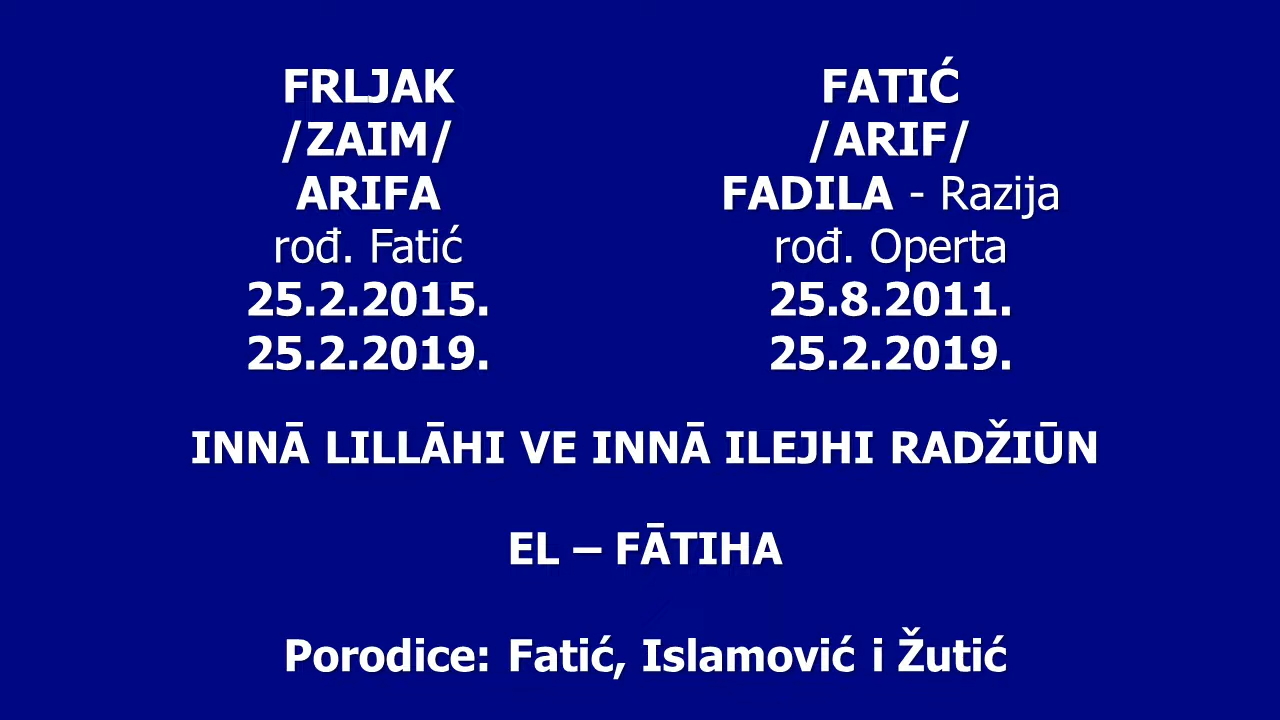 FRLJAK
/ZAIM/
ARIFA
rođ. Fatić
25.2.2015.
25.2.2019.
FATIĆ
/ARIF/
FADILA - Razija
rođ. Operta
25.8.2011.
25.2.2019.
INNĀ LILLĀHI VE INNĀ ILEJHI RADŽIŪN
EL – FĀTIHA
Porodice: Fatić, Islamović i Žutić